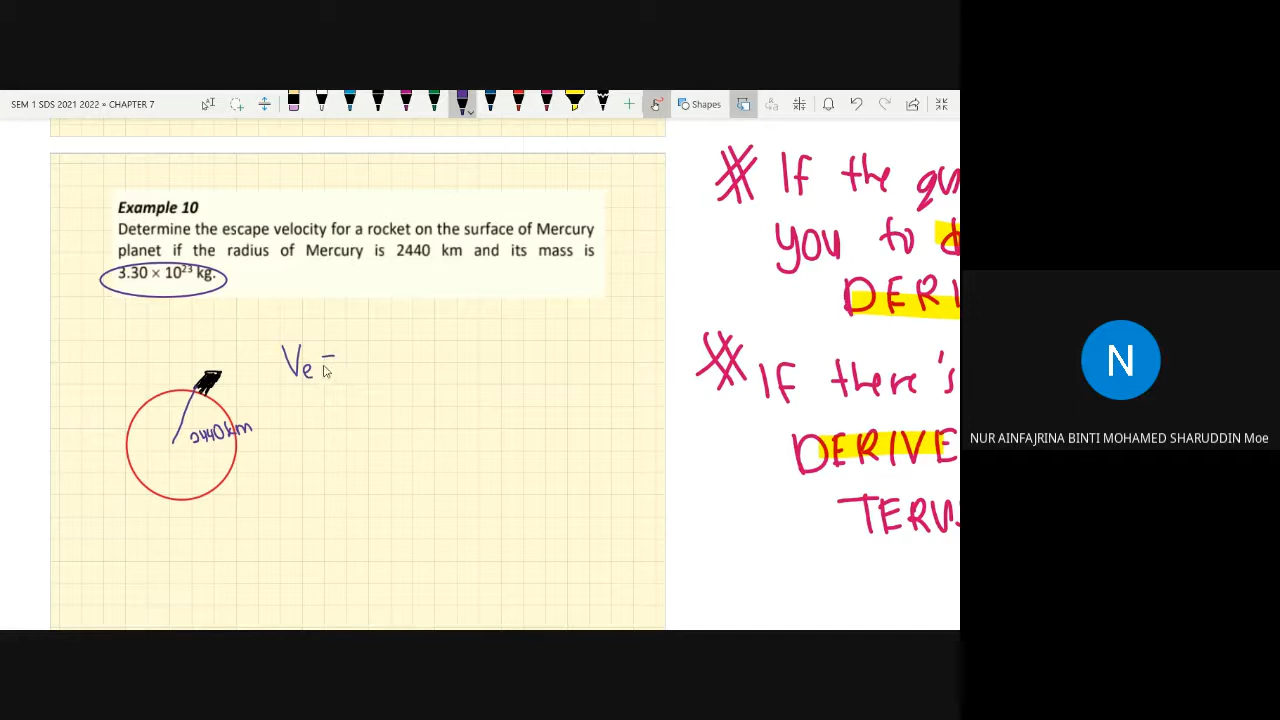 SEM 1 SDS 2021 2022 » CHAPTER 7
Shapes
Example 10
Determine the escape velocity for a rocket on the surface of Mercury
planet if the radius of Mercury is 2440 km and its mass is
3.30 × 10²³ kg.
Ve =
2440km
* If the
you to
DERI
* If there's
DERIVE
N
NUR AINFAJRINA BINTI MOHAMED SHARUDDIN Moe